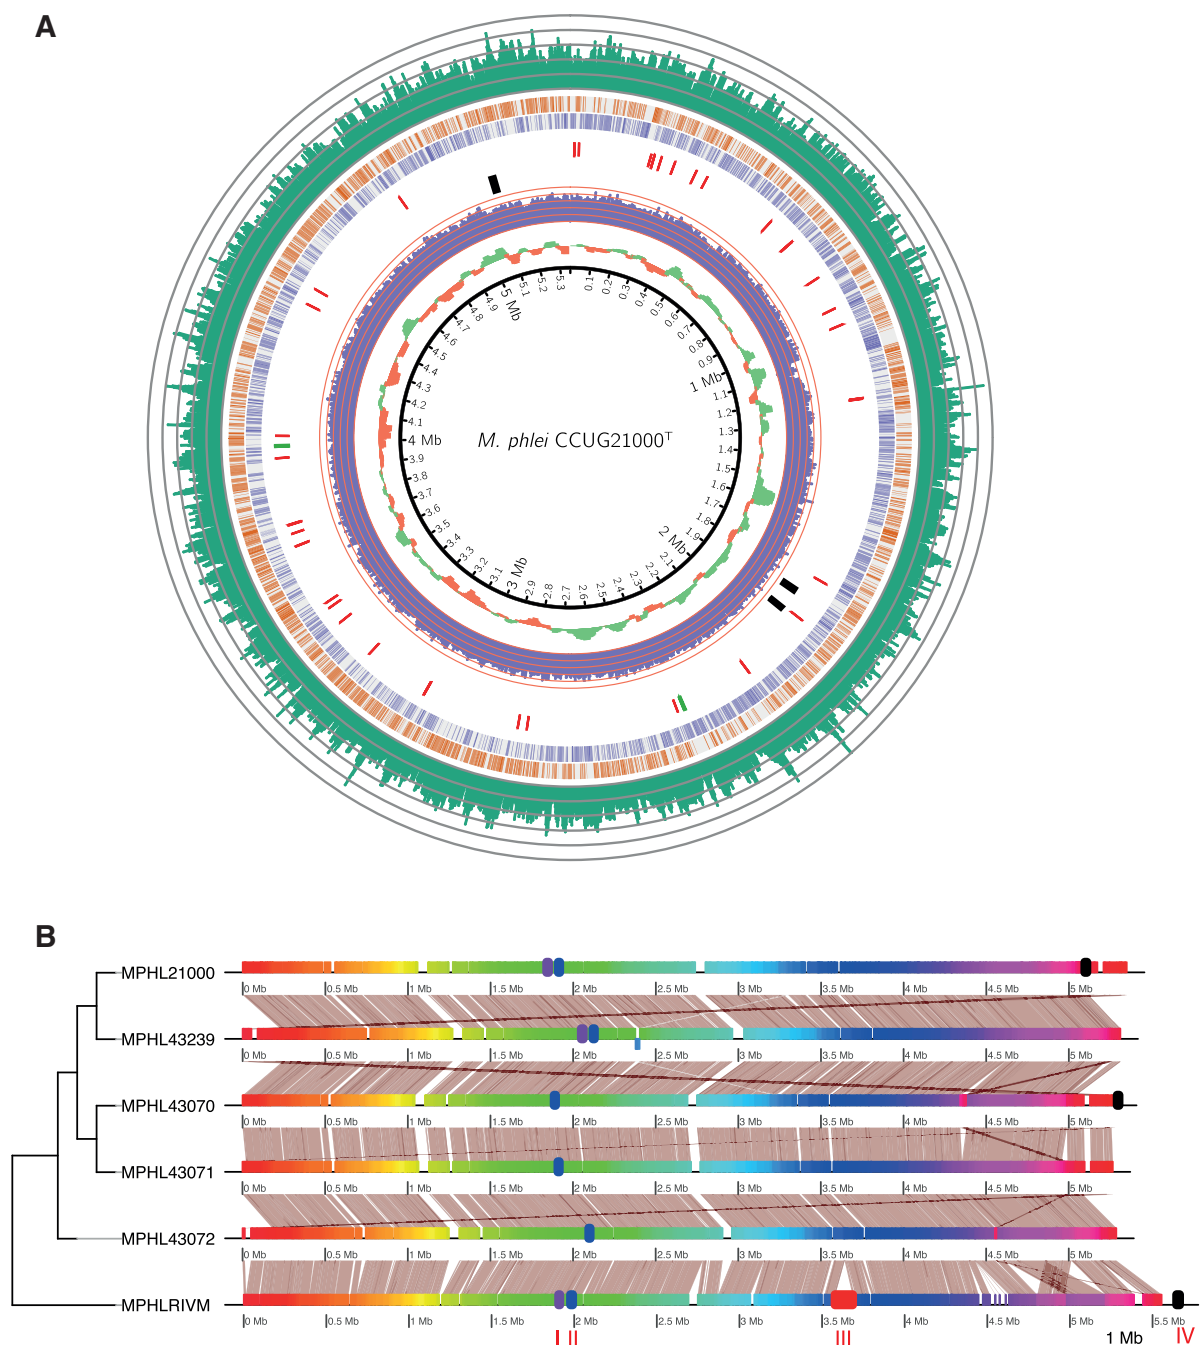 A
0.1
0.2
0.3
0.4
0.5
0.6
0.7
0.8
0.9
1 Mb
1.1
1.2
1.3
1.4
1.5
1.6
1.7
1.8
1.9
2 Mb
2.1
2.2
2.3
2.4
2.5
2.6
2.7
2.8
2.9
3 Mb
3.1
3.2
3.3
3.4
3.5
3.6
3.7
3.8
3.9
4 Mb
4.1
4.2
4.3
4.4
4.5
4.6
4.7
4.8
4.9
5 Mb
5.1
5.2
5.3
M. phlei CCUG21000ᵀ
B
MPHL21000
0 Mb 0.5 Mb 1 Mb 1.5 Mb 2 Mb 2.5 Mb 3 Mb 3.5 Mb 4 Mb 4.5 Mb 5 Mb
MPHL43239
0 Mb 0.5 Mb 1 Mb 1.5 Mb 2 Mb 2.5 Mb 3 Mb 3.5 Mb 4 Mb 4.5 Mb 5 Mb
MPHL43070
0 Mb 0.5 Mb 1 Mb 1.5 Mb 2 Mb 2.5 Mb 3 Mb 3.5 Mb 4 Mb 4.5 Mb 5 Mb
MPHL43071
0 Mb 0.5 Mb 1 Mb 1.5 Mb 2 Mb 2.5 Mb 3 Mb 3.5 Mb 4 Mb 4.5 Mb 5 Mb
MPHL43072
0 Mb 0.5 Mb 1 Mb 1.5 Mb 2 Mb 2.5 Mb 3 Mb 3.5 Mb 4 Mb 4.5 Mb 5 Mb
MPHLRIVM
0 Mb 0.5 Mb 1 Mb 1.5 Mb 2 Mb 2.5 Mb 3 Mb 3.5 Mb 4 Mb 4.5 Mb 5 Mb 5.5 Mb
I II III 1 Mb IV